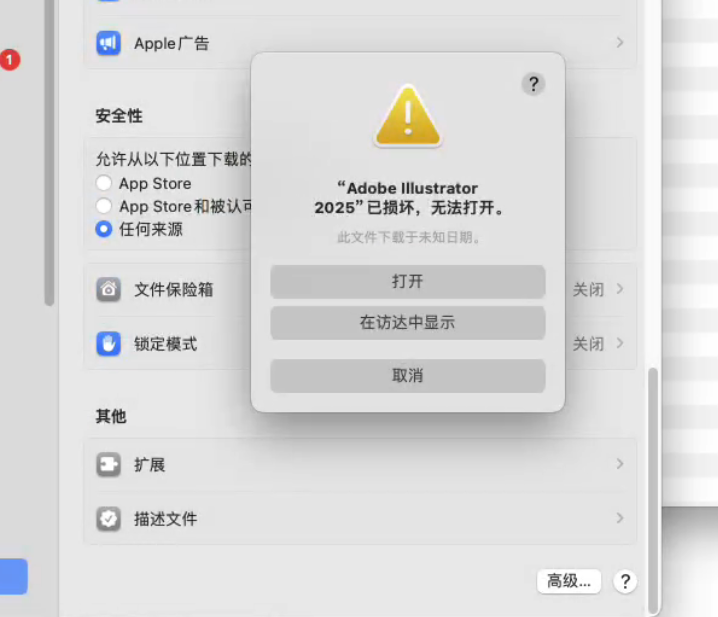 Apple广告
1
?
安全性
允许从以下位置下载的
App Store
App Store和被认可
任何来源
"Adobe Illustrator
2025"已损坏，无法打开。
此文件下载于未知日期。
打开
在访达中显示
取消
文件保险箱
关闭
锁定模式
关闭
其他
扩展
描述文件
高级...
?